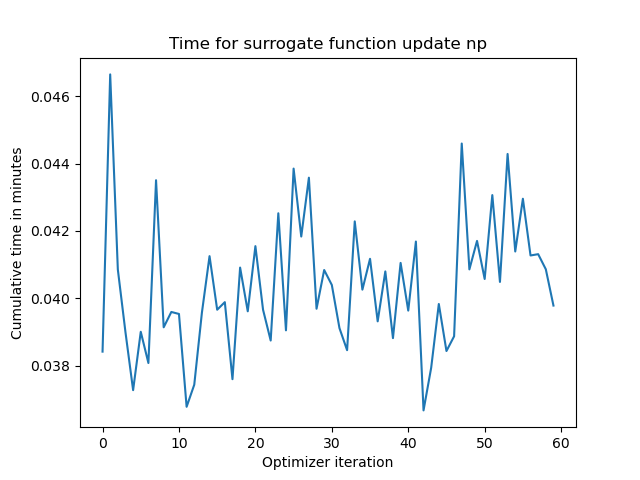 Time for surrogate function update np
Cumulative time in minutes
0.046
0.044
0.042
0.040
0.038
0 10 20 30 40 50 60
Optimizer iteration